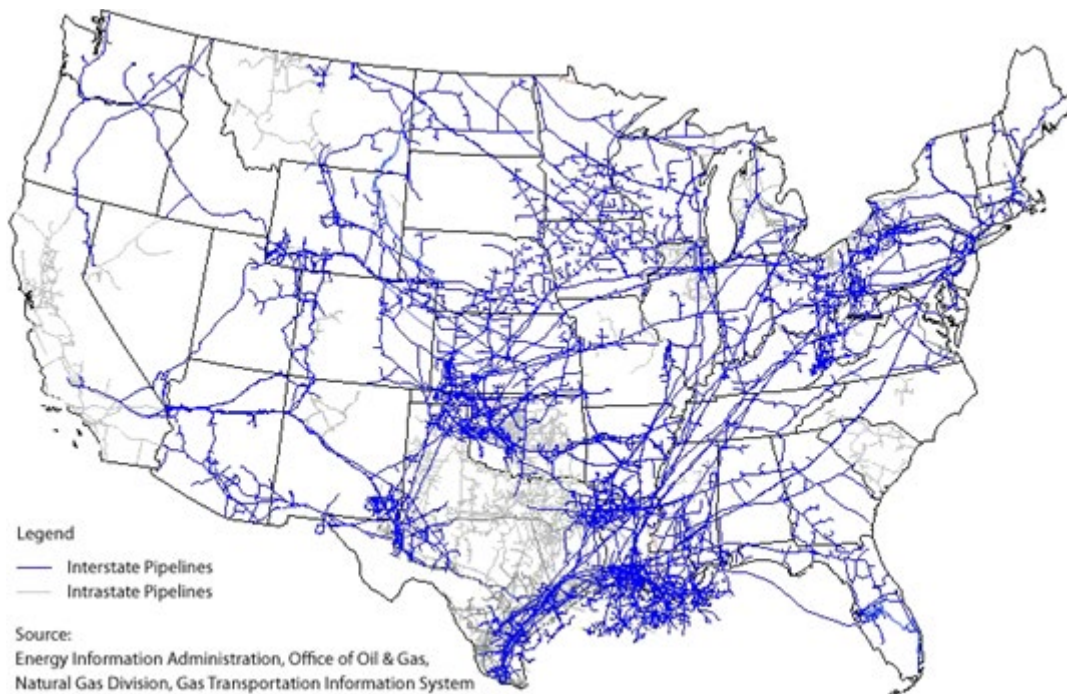 Legend
Interstate Pipelines
Intrastate Pipelines
Source:
Energy Information Administration, Office of Oil & Gas,
Natural Gas Division, Gas Transportation Information System